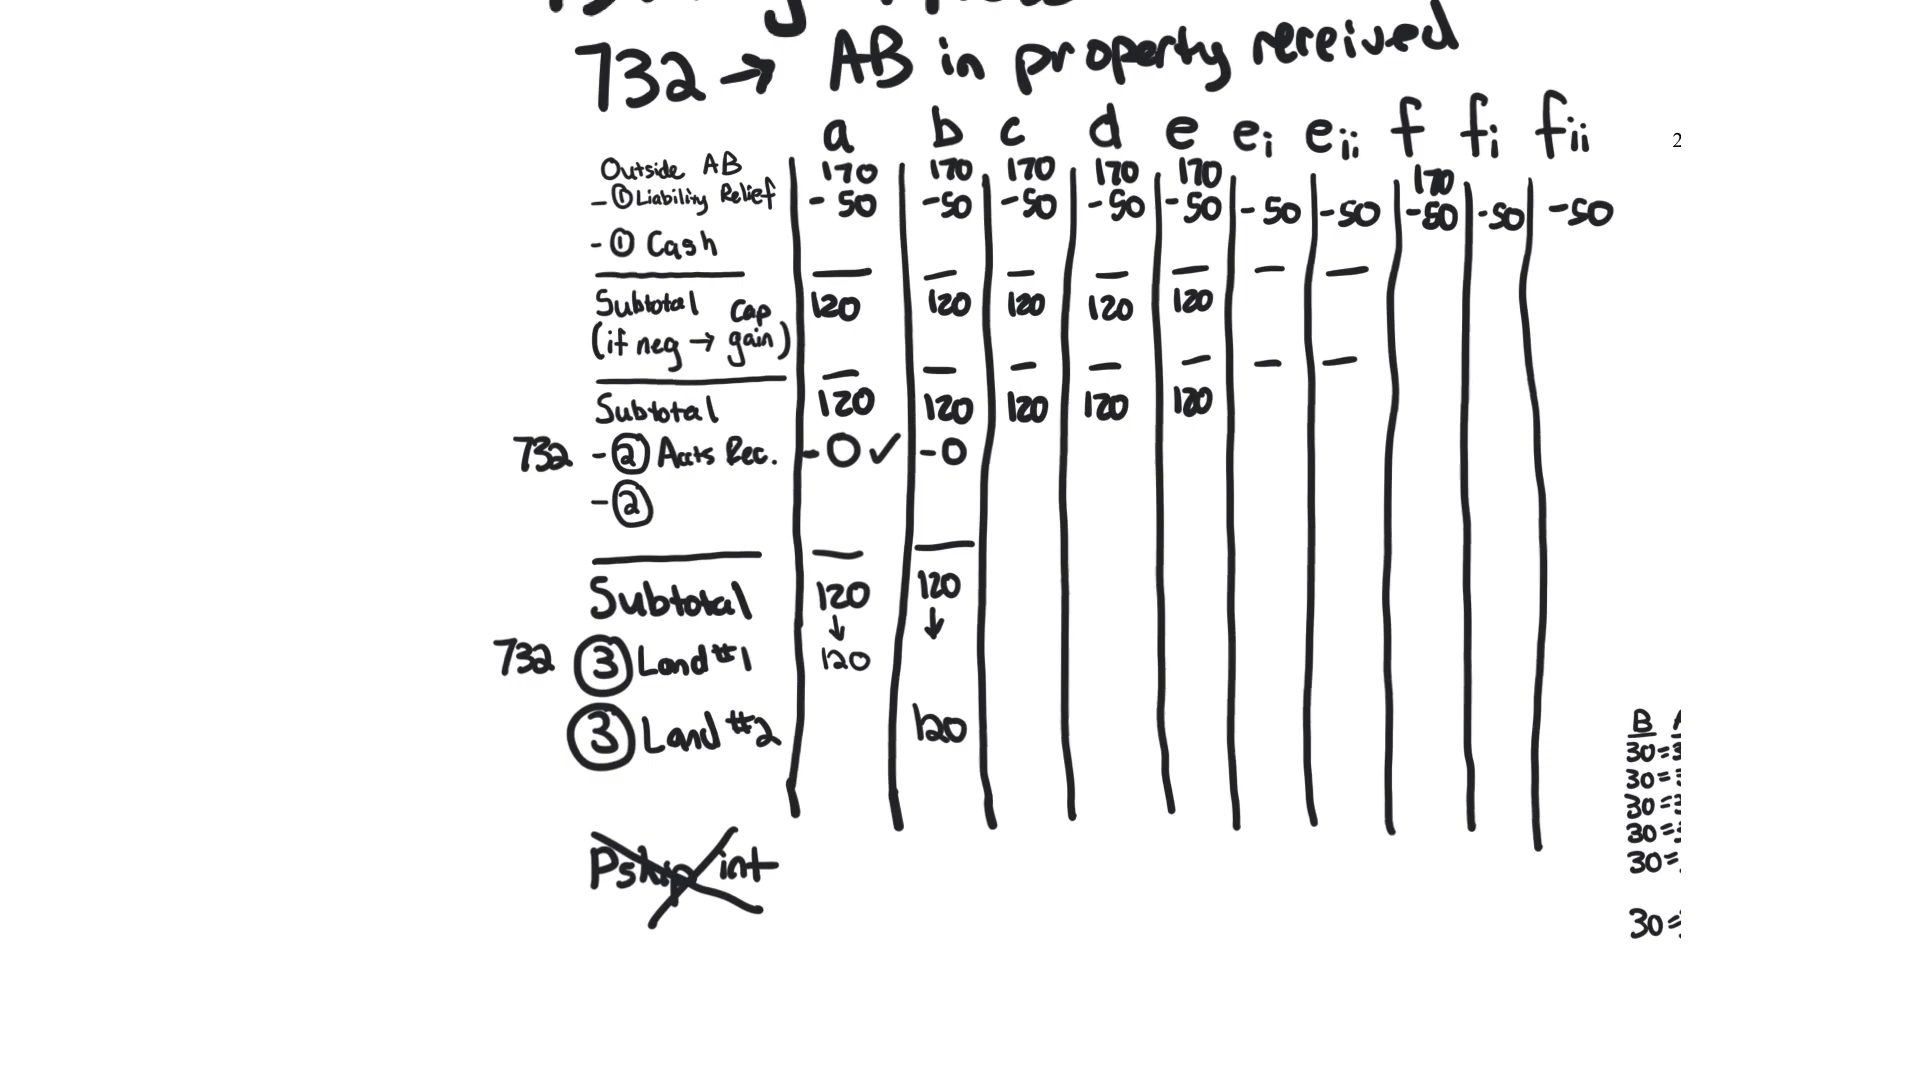 732 → AB in property received
a b c d e ei eii f fi fii
2
Outside AB 170 170 170 170 170 170
- ① Liability Relief - 50 -50 -50 -50 -50 -50 -50 -50 -50 -50
- ① Cash
Subtotal 120 120 120 120 120
(if neg → cap gain)
Subtotal 120 120 120 120 120
732 - ② Accts Rec. - 0 ✓ - 0
- ②
Subtotal 120 120
↓ ↓
732 ③ Land #1 120
③ Land #2 120
Pship int
B
30=
30=
30=
30=
30=
30=